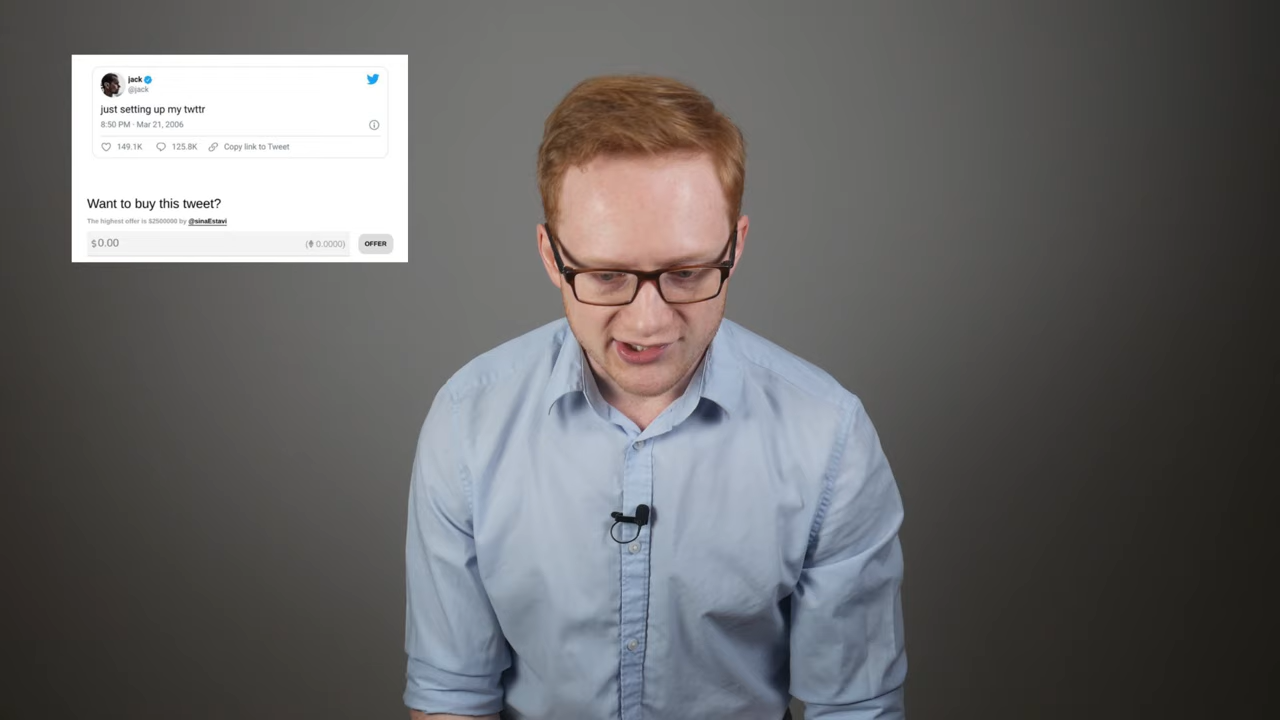 jack
@jack
just setting up my twttr
8:50 PM · Mar 21, 2006
149.1K 125.8K Copy link to Tweet
Want to buy this tweet?
The highest offer is $2500000 by @sinaEstavi
$0.00 (0.0000) OFFER